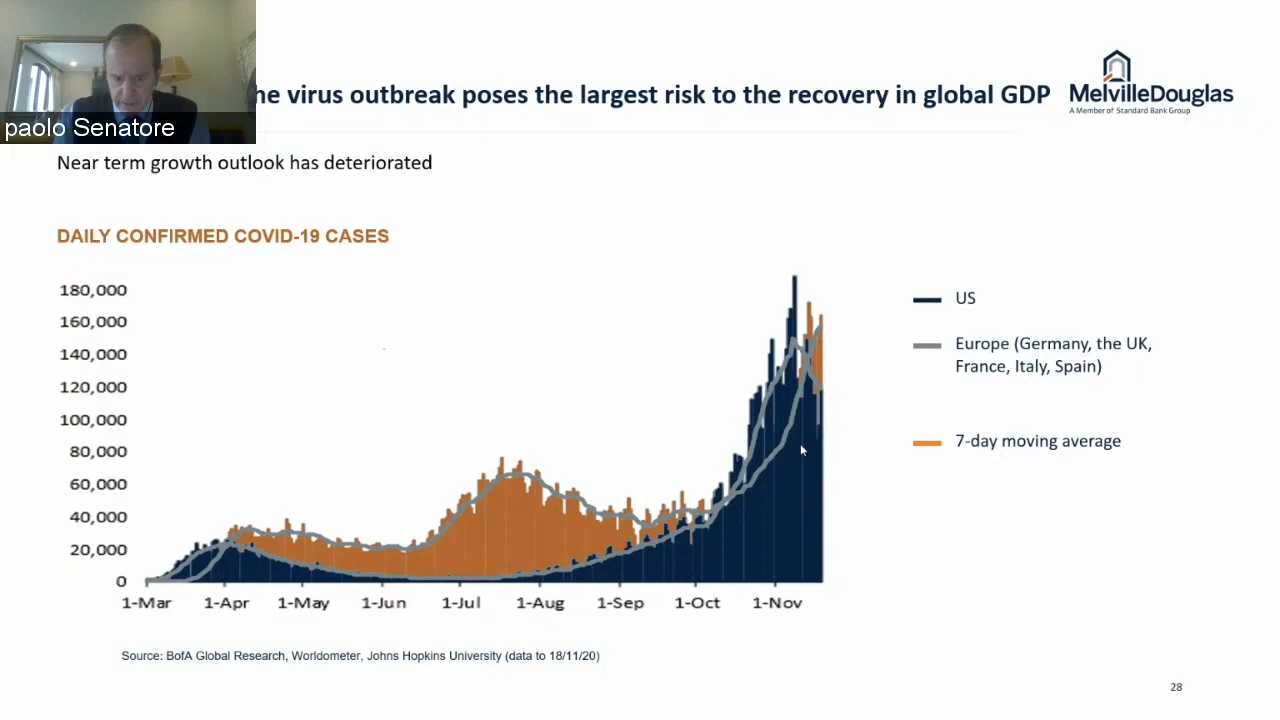 paolo Senatore
he virus outbreak poses the largest risk to the recovery in global GDP
MelvilleDouglas
A Member of Standard Bank Group
Near term growth outlook has deteriorated
DAILY CONFIRMED COVID-19 CASES
180,000
160,000
140,000
120,000
100,000
80,000
60,000
40,000
20,000
0
1-Mar 1-Apr 1-May 1-Jun 1-Jul 1-Aug 1-Sep 1-Oct 1-Nov
US
Europe (Germany, the UK,
France, Italy, Spain)
7-day moving average
Source: BofA Global Research, Worldometer, Johns Hopkins University (data to 18/11/20)
28